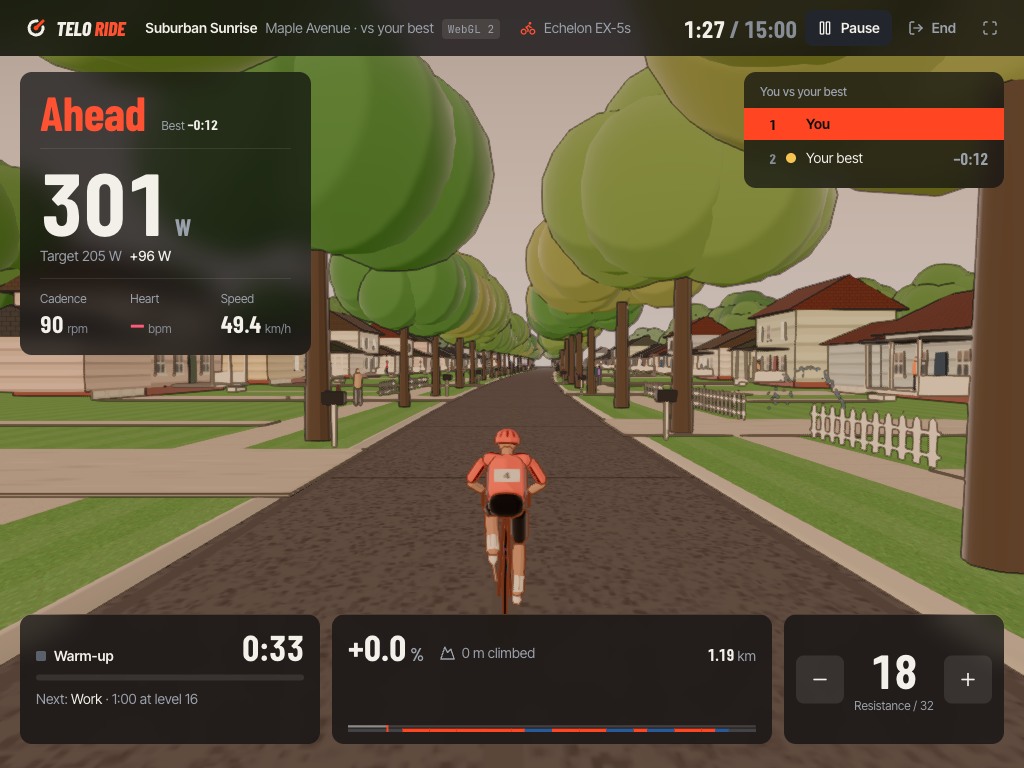 TELO RIDE Suburban Sunrise Maple Avenue · vs your best WebGL 2 Echelon EX-5s 1:27 / 15:00 Pause End
Ahead Best −0:12
301 W
Target 205 W +96 W
Cadence Heart Speed
90 rpm – bpm 49.4 km/h
You vs your best
1 You
2 Your best −0:12
4
Warm-up 0:33
Next: Work · 1:00 at level 16
+0.0 % 0 m climbed 1.19 km
− 18 +
Resistance / 32